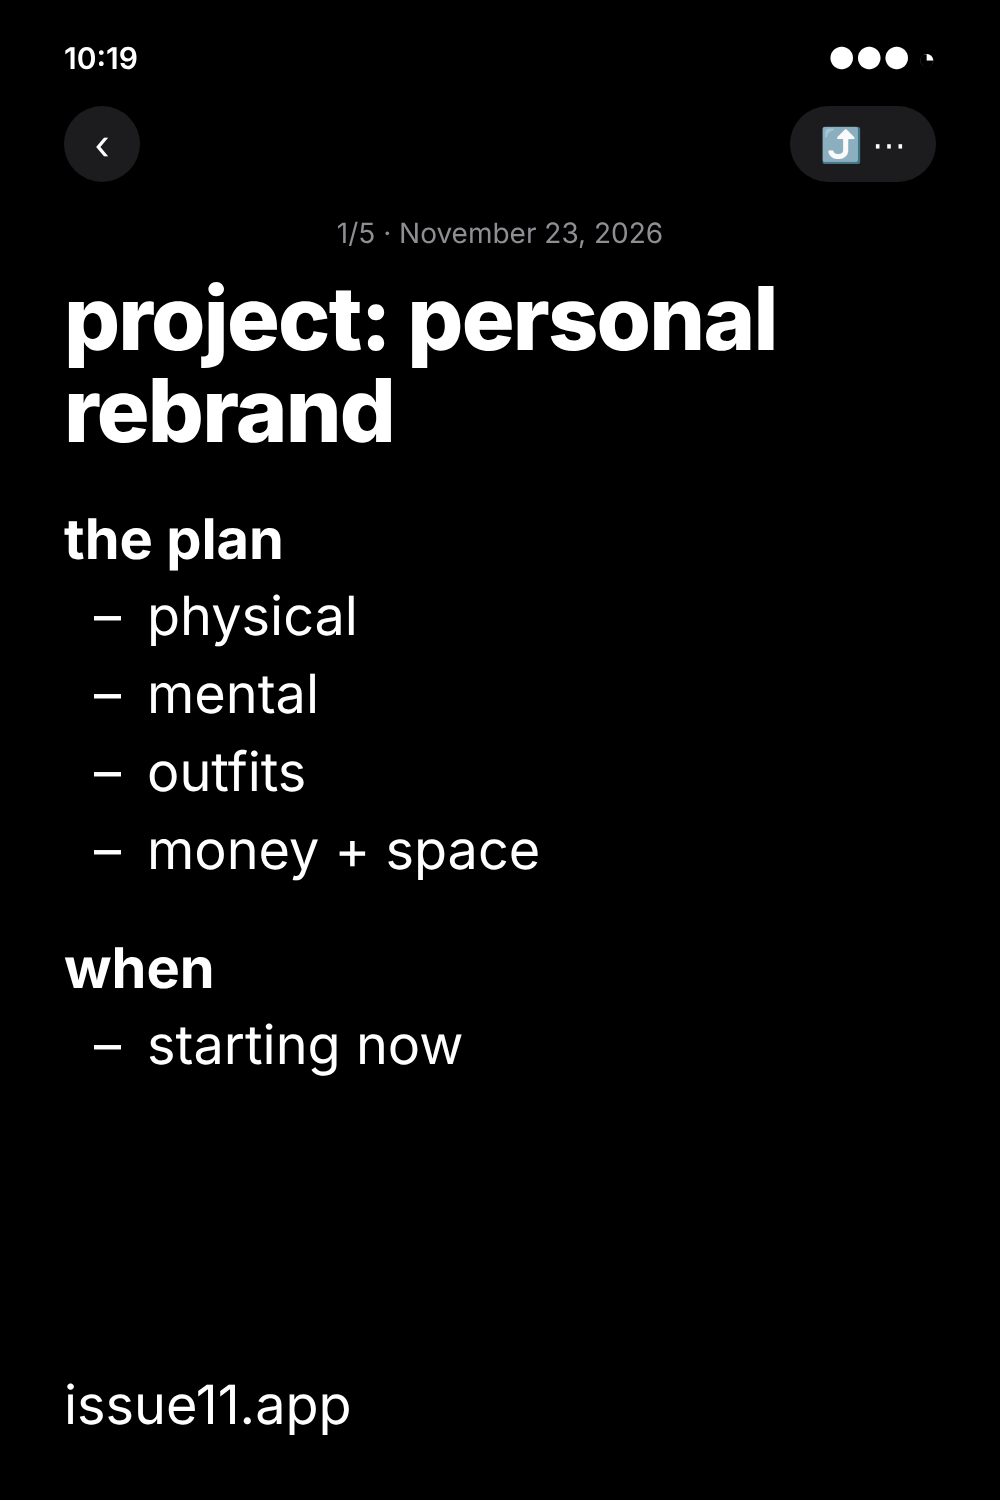 10:19
‹ ⤴️ ···
1/5 · November 23, 2026
project: personal
rebrand
the plan
– physical
– mental
– outfits
– money + space
when
– starting now
issue11.app